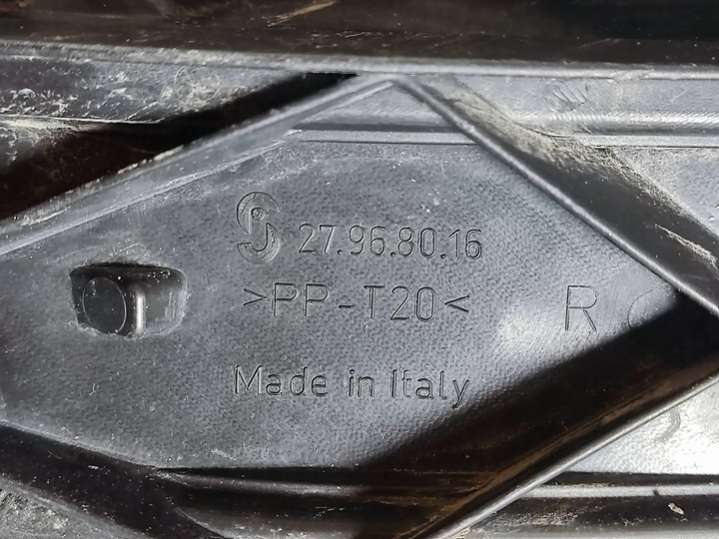 27.96.80.16
>PP-T20<
R
Made in Italy